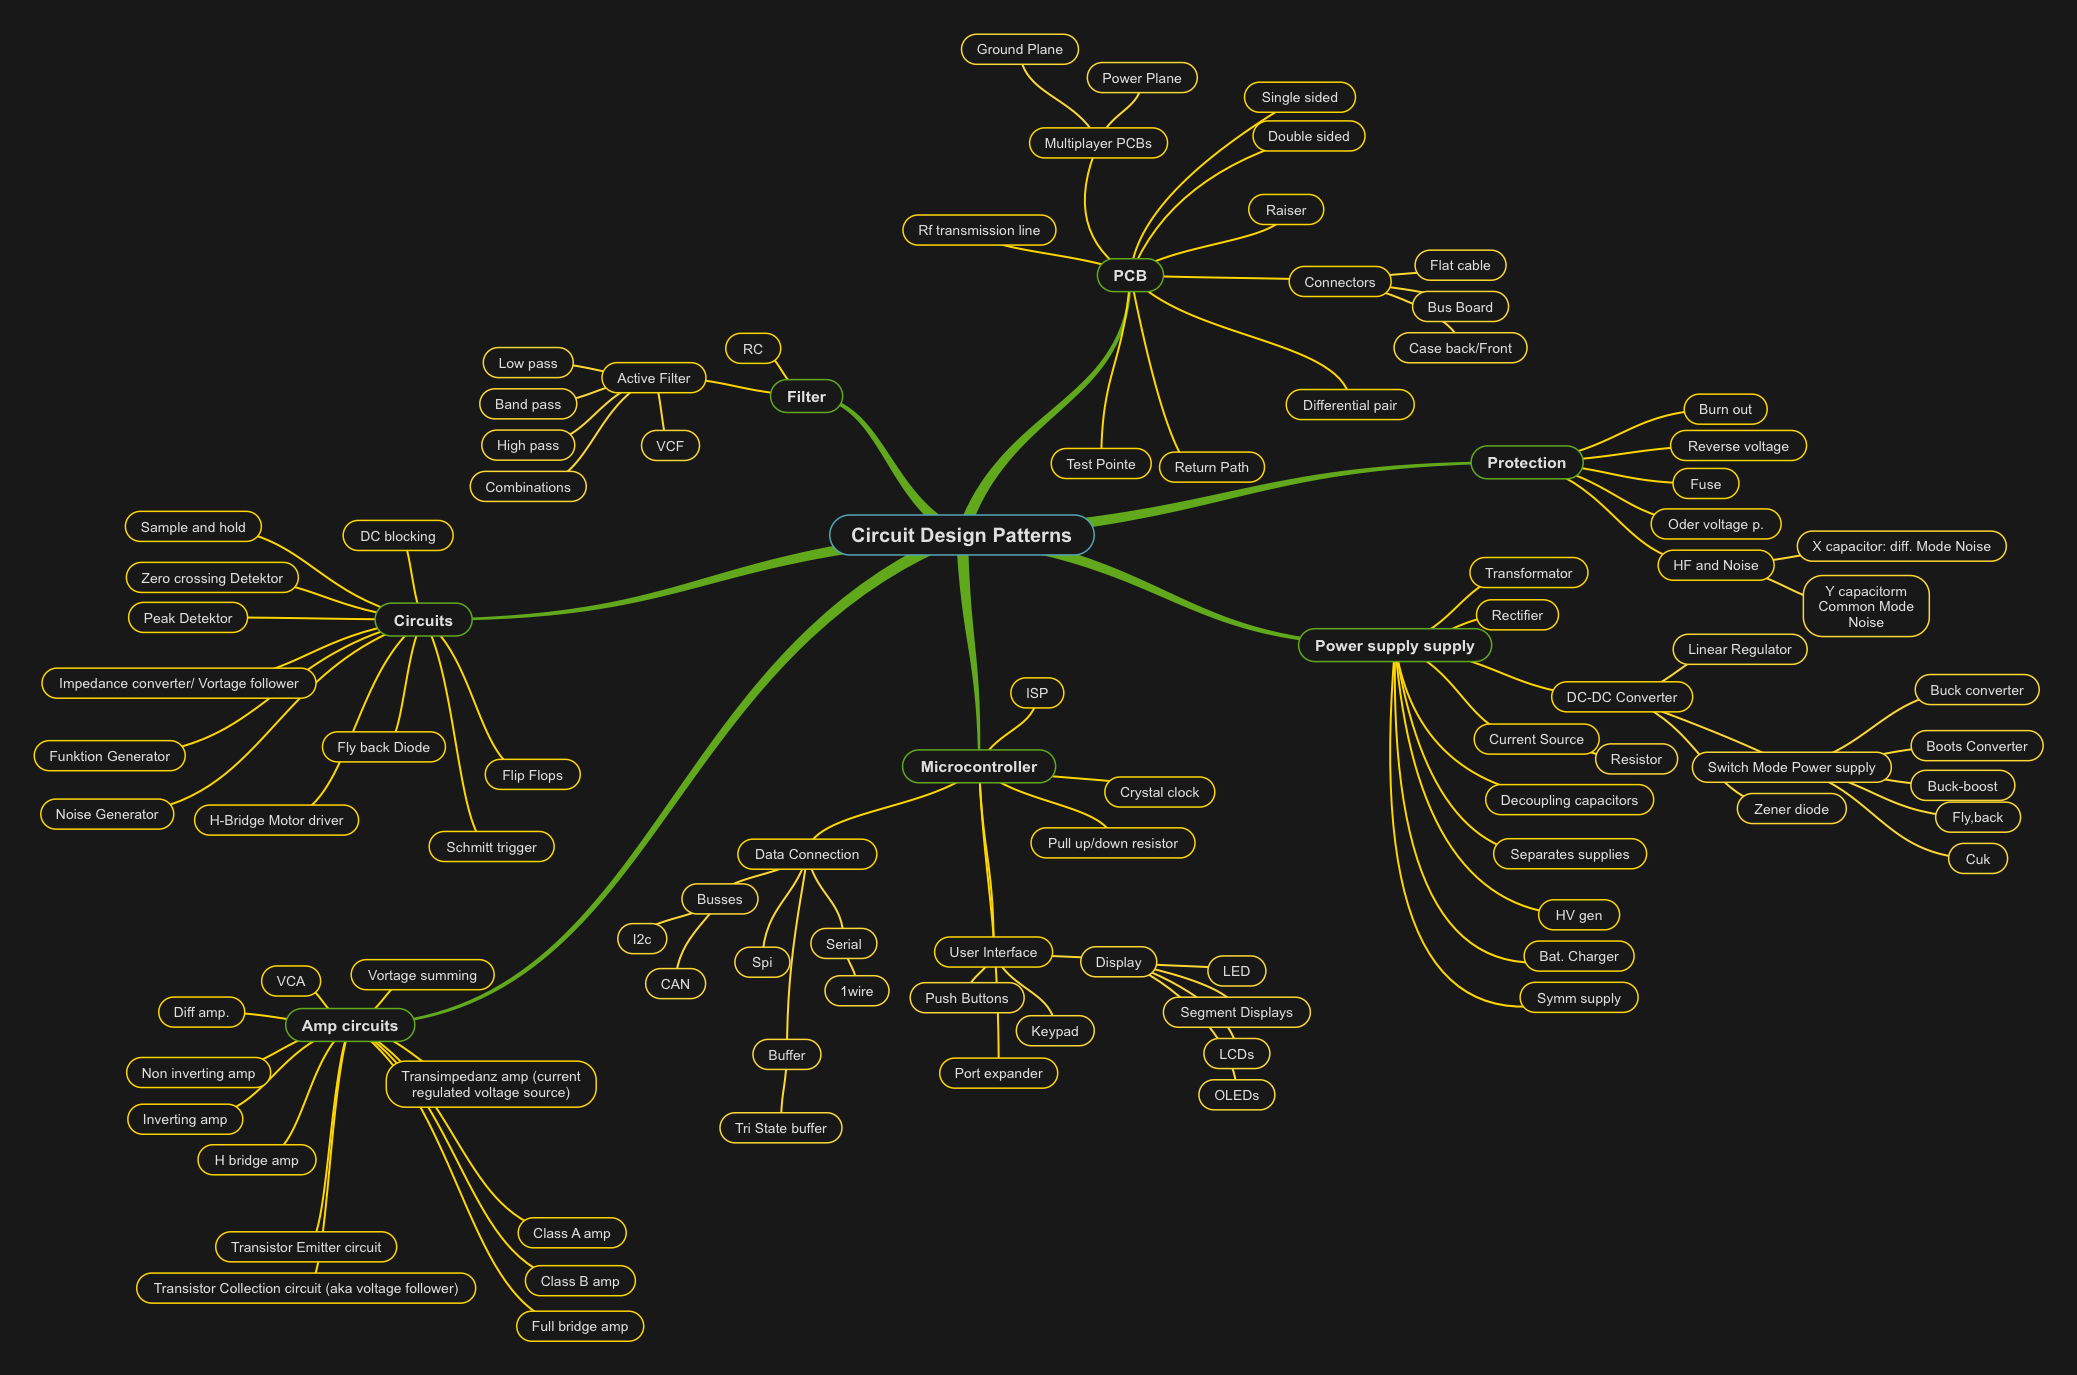 Ground Plane
Power Plane
Single sided
Double sided
Multiplayer PCBs
Raiser
Rf transmission line
PCB
Connectors
Flat cable
Bus Board
Case back/Front
Differential pair
Test Pointe
Return Path
RC
Filter
Active Filter
Low pass
Band pass
High pass
Combinations
VCF
Protection
Burn out
Reverse voltage
Fuse
Oder voltage p.
HF and Noise
X capacitor: diff. Mode Noise
Y capacitorm
Common Mode
Noise
Circuit Design Patterns
Sample and hold
DC blocking
Zero crossing Detektor
Peak Detektor
Circuits
Impedance converter/ Vortage follower
Funktion Generator
Fly back Diode
Flip Flops
Noise Generator
H-Bridge Motor driver
Schmitt trigger
Transformator
Rectifier
Power supply supply
Linear Regulator
DC-DC Converter
Current Source
Resistor
Switch Mode Power supply
Zener diode
Buck converter
Boots Converter
Buck-boost
Fly,back
Cuk
Decoupling capacitors
Separates supplies
HV gen
Bat. Charger
Symm supply
ISP
Microcontroller
Crystal clock
Pull up/down resistor
Data Connection
Busses
I2c
CAN
Spi
Serial
1wire
Buffer
Tri State buffer
User Interface
Display
LED
Push Buttons
Segment Displays
Keypad
LCDs
Port expander
OLEDs
VCA
Vortage summing
Diff amp.
Amp circuits
Non inverting amp
Transimpedanz amp (current
regulated voltage source)
Inverting amp
H bridge amp
Transistor Emitter circuit
Transistor Collection circuit (aka voltage follower)
Class A amp
Class B amp
Full bridge amp